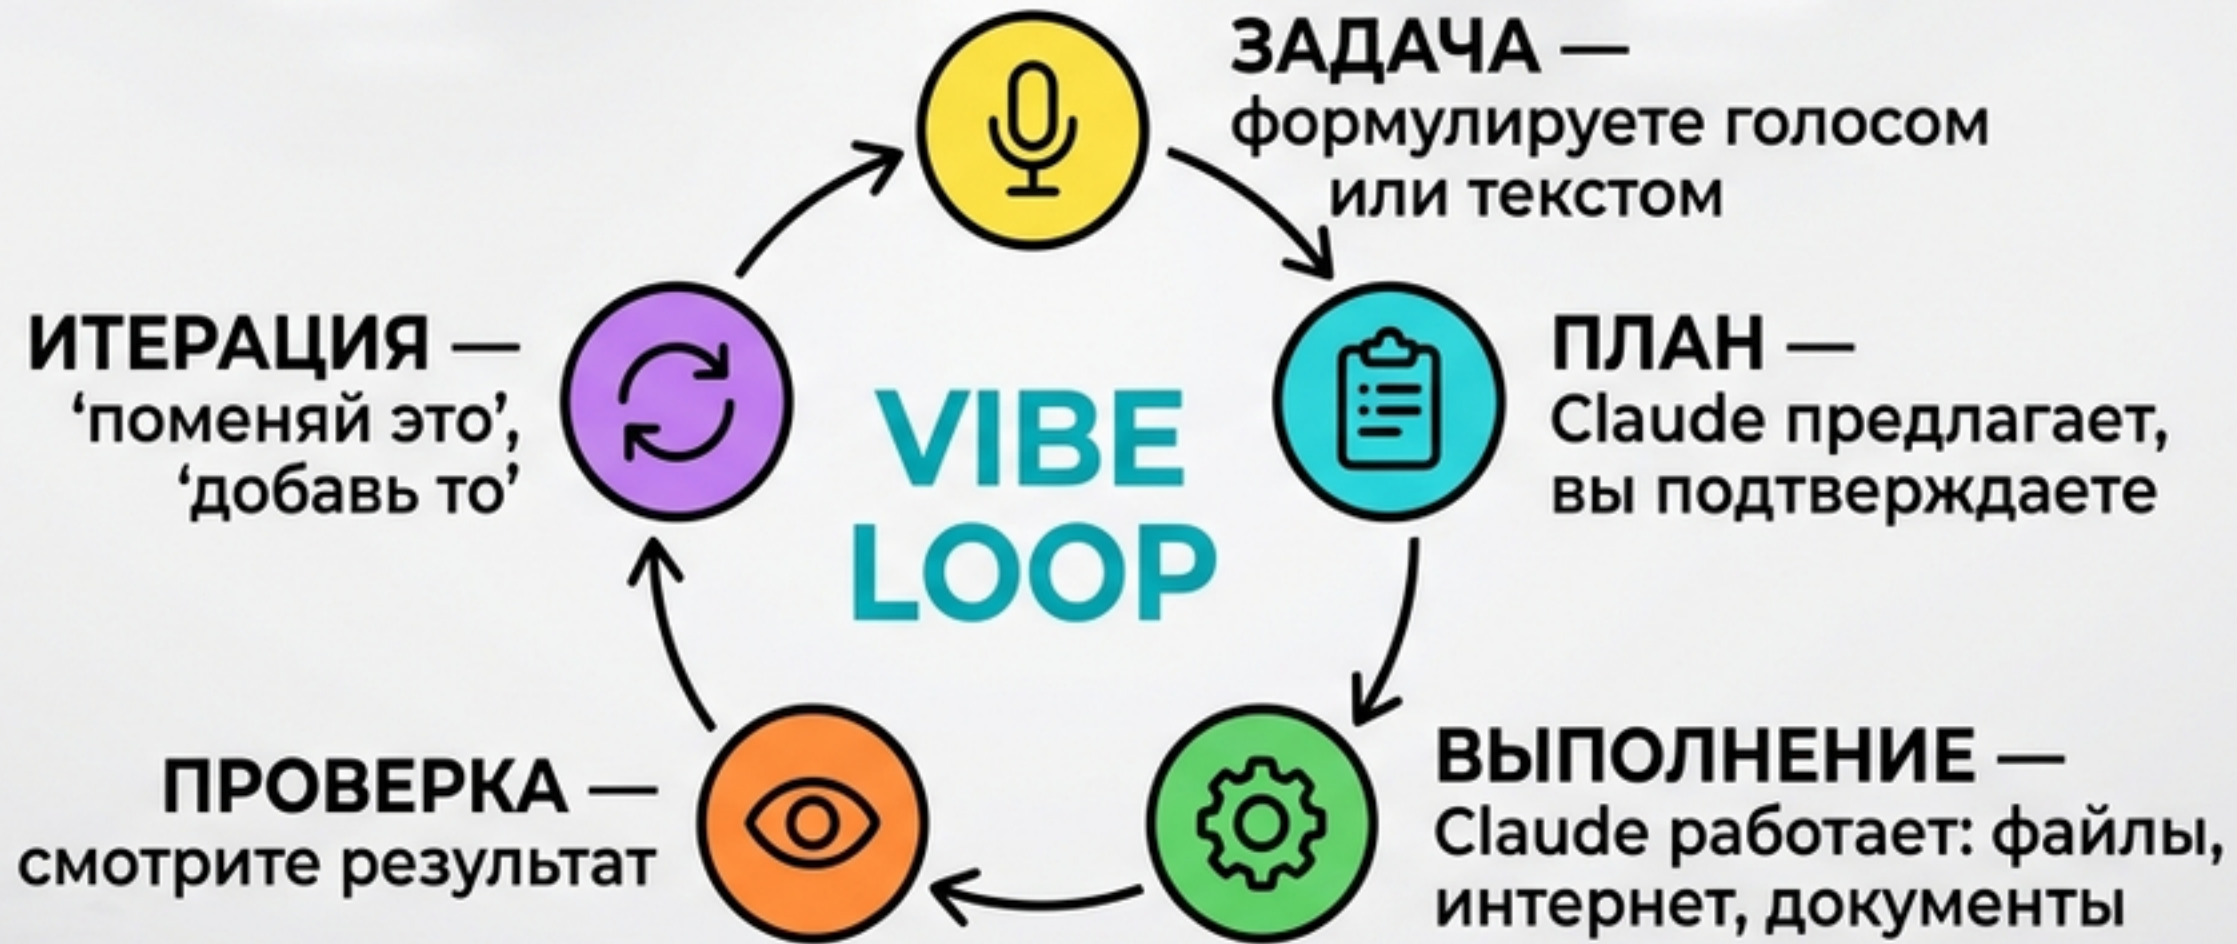 ЗАДАЧА —
формулируете голосом
или текстом
ПЛАН —
Claude предлагает,
вы подтверждаете
ВЫПОЛНЕНИЕ —
Claude работает: файлы,
интернет, документы
ПРОВЕРКА —
смотрите результат
ИТЕРАЦИЯ —
‘поменяй это’,
‘добавь то’
VIBE
LOOP